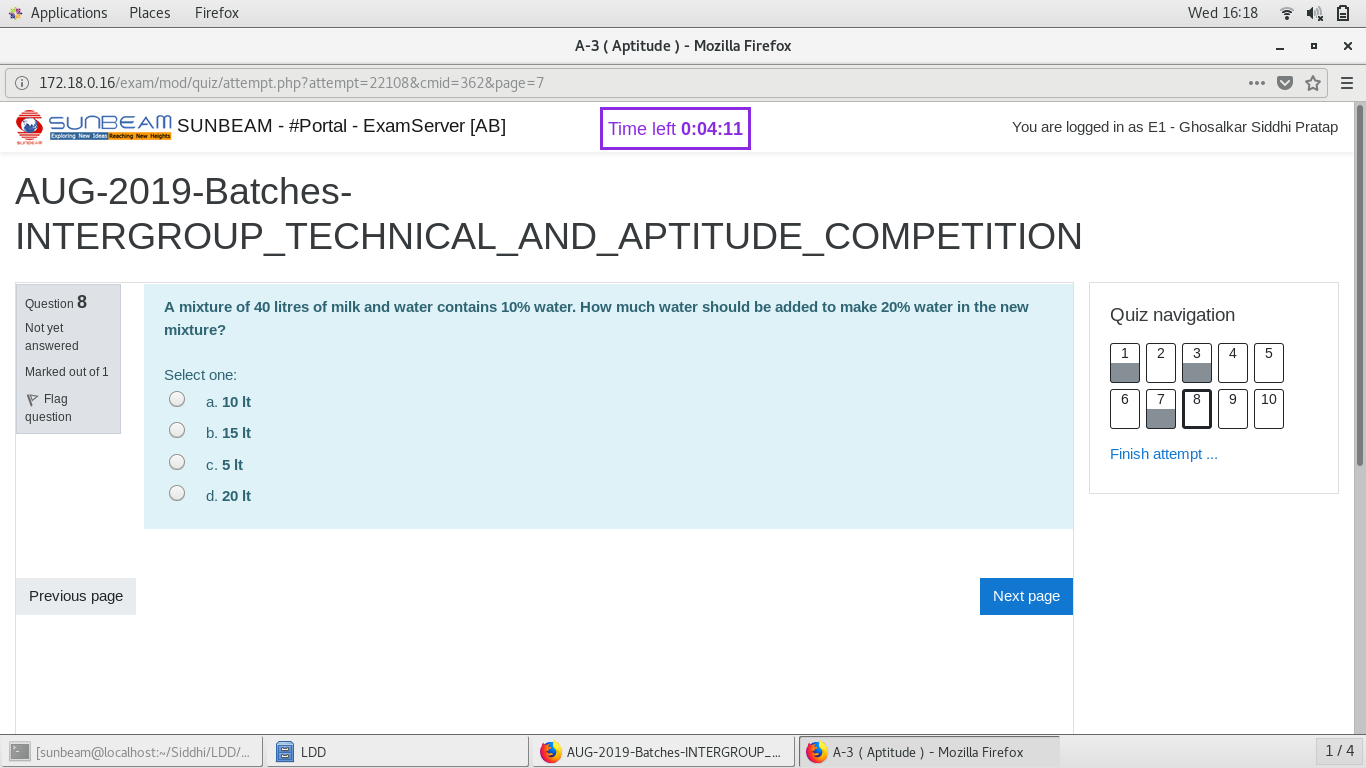 Applications Places Firefox Wed 16:18
A-3 ( Aptitude ) - Mozilla Firefox
172.18.0.16/exam/mod/quiz/attempt.php?attempt=22108&cmid=362&page=7
SUNBEAM
SUNBEAM
Exploring New Ideas Reaching New Heights
SUNBEAM - #Portal - ExamServer [AB]
Time left 0:04:11
You are logged in as E1 - Ghosalkar Siddhi Pratap
AUG-2019-Batches-
INTERGROUP_TECHNICAL_AND_APTITUDE_COMPETITION
Question 8
Not yet
answered
Marked out of 1
Flag
question
A mixture of 40 litres of milk and water contains 10% water. How much water should be added to make 20% water in the new
mixture?
Select one:
a. 10 lt
b. 15 lt
c. 5 lt
d. 20 lt
Previous page
Next page
Quiz navigation
1 2 3 4 5
6 7 8 9 10
Finish attempt ...
[sunbeam@localhost:~/Siddhi/LDD/... LDD AUG-2019-Batches-INTERGROUP_... A-3 ( Aptitude ) - Mozilla Firefox 1 / 4